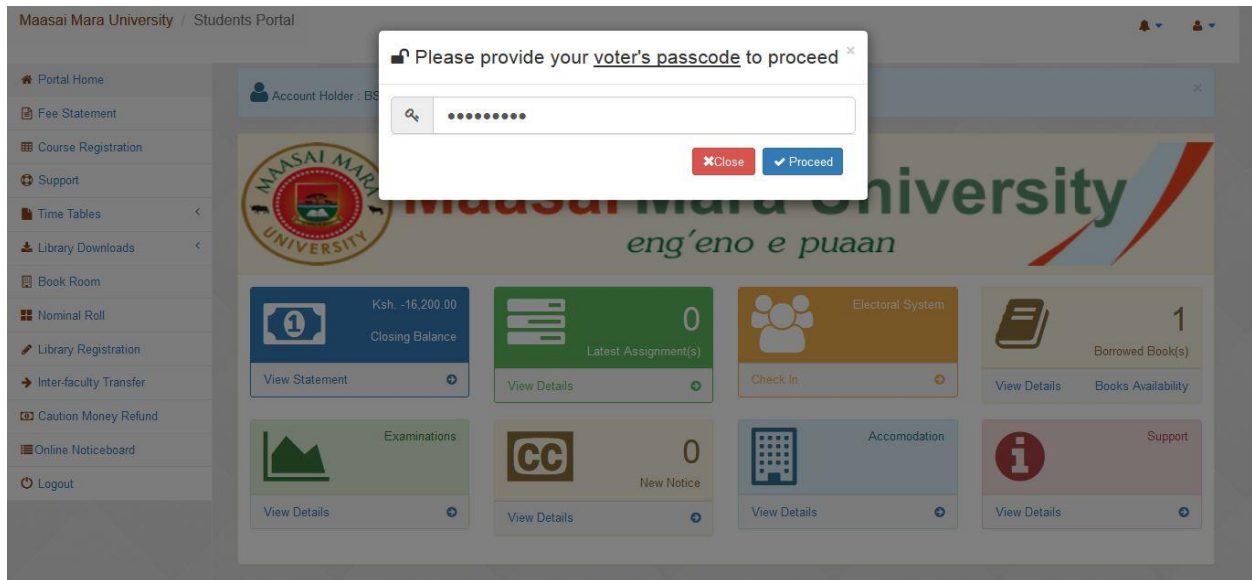 Maasai Mara University / Students Portal
Please provide your voter's passcode to proceed ×
•••••••••
Close
Proceed
Portal Home
Fee Statement
Course Registration
Support
Time Tables
Library Downloads
Book Room
Nominal Roll
Library Registration
Inter-faculty Transfer
Caution Money Refund
Online Noticeboard
Logout
Account Holder : BS
×
MAASAI MARA
UNIVERSITY
Maasai Mara University
eng'eno e puaan
1
Ksh. -16,200.00
Closing Balance
View Statement
0
Latest Assignment(s)
View Details
Electoral System
Check In
1
Borrowed Book(s)
View Details Books Availability
Examinations
View Details
CC
0
New Notice
View Details
Accomodation
View Details
i
Support
View Details